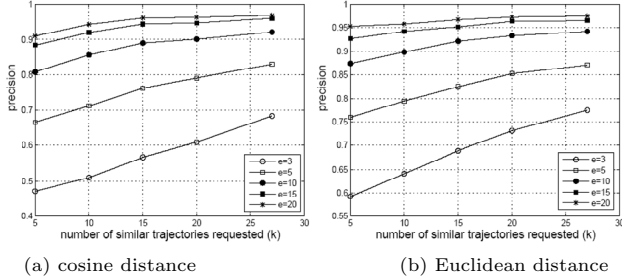 1
0.9
0.8
0.7
0.6
0.5
0.4
precision
5
10
15
20
25
30
number of similar trajectories requested (k)
e=3
e=5
e=10
e=15
e=20
(a) cosine distance
1
0.95
0.9
0.85
0.8
0.75
0.7
0.65
0.6
0.55
precision
5
10
15
20
25
30
number of similar trajectories requested (k)
e=3
e=5
e=10
e=15
e=20
(b) Euclidean distance